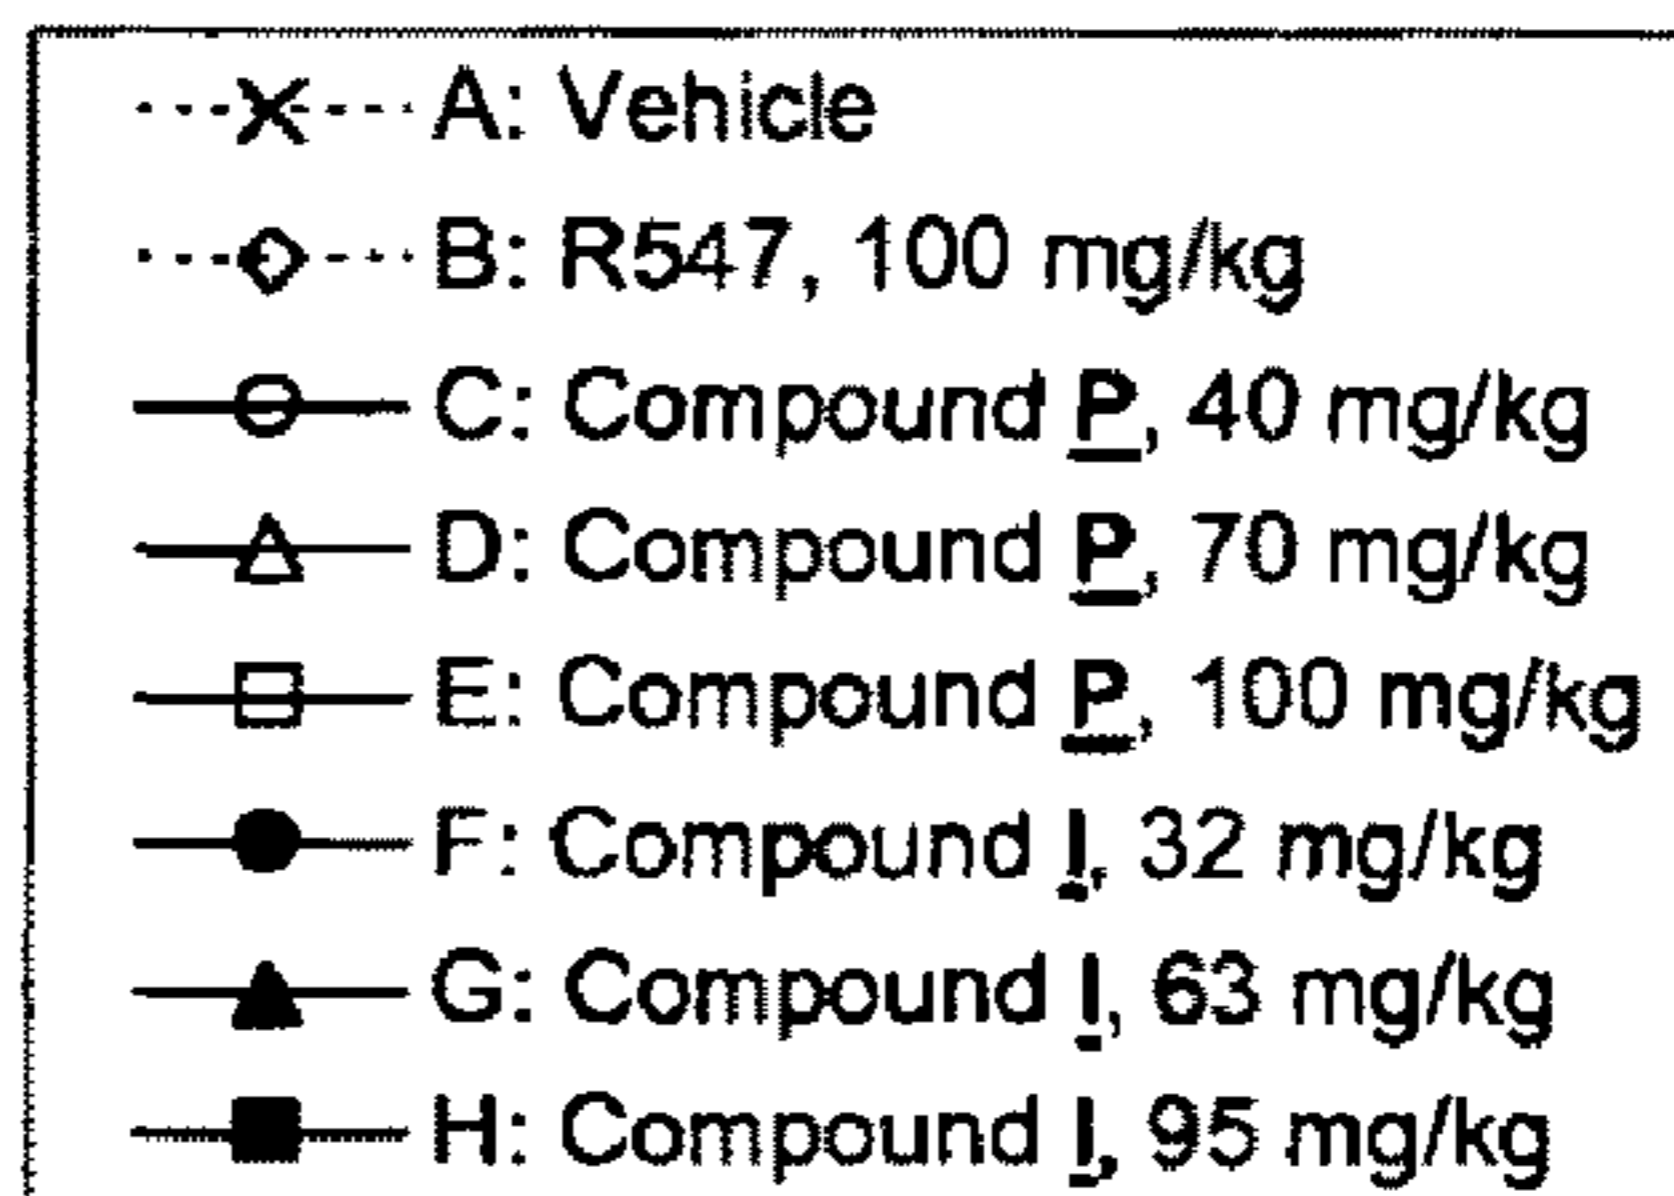 A: Vehicle
B: R547, 100 mg/kg
C: Compound P, 40 mg/kg
D: Compound P, 70 mg/kg
E: Compound P, 100 mg/kg
F: Compound I, 32 mg/kg
G: Compound I, 63 mg/kg
H: Compound I, 95 mg/kg